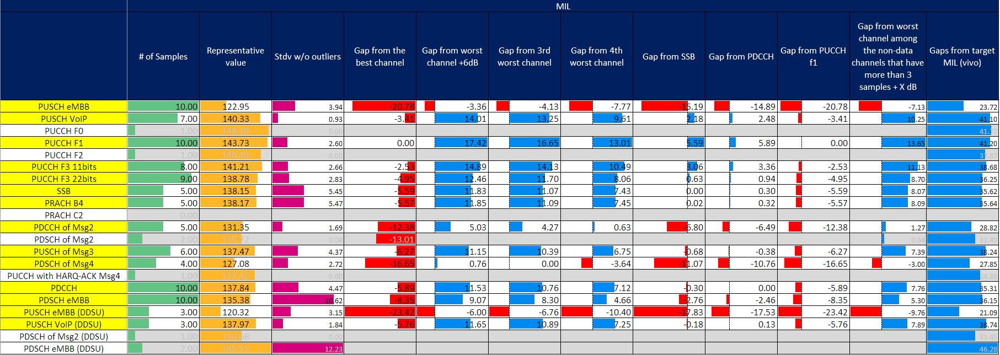 MIL
# of Samples Representative value Stdv w/o outliers Gap from the best channel Gap from worst channel +6dB Gap from 3rd worst channel Gap from 4th worst channel Gap from SSB Gap from PDCCH Gap from PUCCH f1 Gap from worst channel among the non-data channels that have more than 3 samples + X dB Gaps from target MIL (vivo)
PUSCH eMBB 10.00 122.95 3.94 -20.78 -3.36 -4.13 -7.77 -15.19 -14.89 -20.78 -7.13 23.72
PUSCH VoIP 7.00 140.33 0.93 -3.41 14.01 13.25 9.61 2.18 2.48 -3.41 10.25 41.10
PUCCH F0 1.00 144.30 0.00 41.77
PUCCH F1 10.00 143.73 2.60 0.00 17.42 16.65 13.01 5.59 5.89 0.00 13.65 41.20
PUCCH F2 1.00 140.40 0.00 37.87
PUCCH F3 11bits 8.00 141.21 2.66 -2.53 14.89 14.13 10.49 3.06 3.36 -2.53 11.13 38.68
PUCCH F3 22bits 9.00 138.78 2.83 -4.95 12.46 11.70 8.06 0.63 0.94 -4.95 8.70 36.25
SSB 5.00 138.15 5.45 -5.59 11.83 11.07 7.43 0.00 0.30 -5.59 8.07 35.62
PRACH B4 5.00 138.17 5.47 -5.57 11.85 11.09 7.45 0.02 0.32 -5.57 8.09 35.64
PRACH C2 0.00
PDCCH of Msg2 5.00 131.35 1.69 -12.38 5.03 4.27 0.63 -6.80 -6.49 -12.38 1.27 28.82
PDSCH of Msg2 2.00 130.72 0.04 -13.01 0.64 31.49
PUSCH of Msg3 6.00 137.47 4.37 -6.27 11.15 10.39 6.75 -0.68 -0.38 -6.27 7.39 38.24
PDSCH of Msg4 4.00 127.08 2.72 -16.65 0.76 0.00 -3.64 -11.07 -10.76 -16.65 -3.00 27.85
PUCCH with HARQ-ACK Msg4 1.00 137.41 0.00 34.88
PDCCH 10.00 137.84 4.47 -5.89 11.53 10.76 7.12 -0.30 0.00 -5.89 7.76 35.31
PDSCH eMBB 10.00 135.38 10.62 -8.35 9.07 8.30 4.66 -2.76 -2.46 -8.35 5.30 36.15
PUSCH eMBB (DDSU) 3.00 120.32 3.15 -23.42 -6.00 -6.76 -10.40 -17.83 -17.53 -23.42 -9.76 21.09
PUSCH VoIP (DDSU) 3.00 137.97 1.84 -5.76 11.65 10.89 7.25 -0.18 0.13 -5.76 7.89 38.74
PDSCH of Msg2 (DDSU) 1.00 130.68 0.00 31.45
PDSCH eMBB (DDSU) 2.00 145.51 12.23 46.28